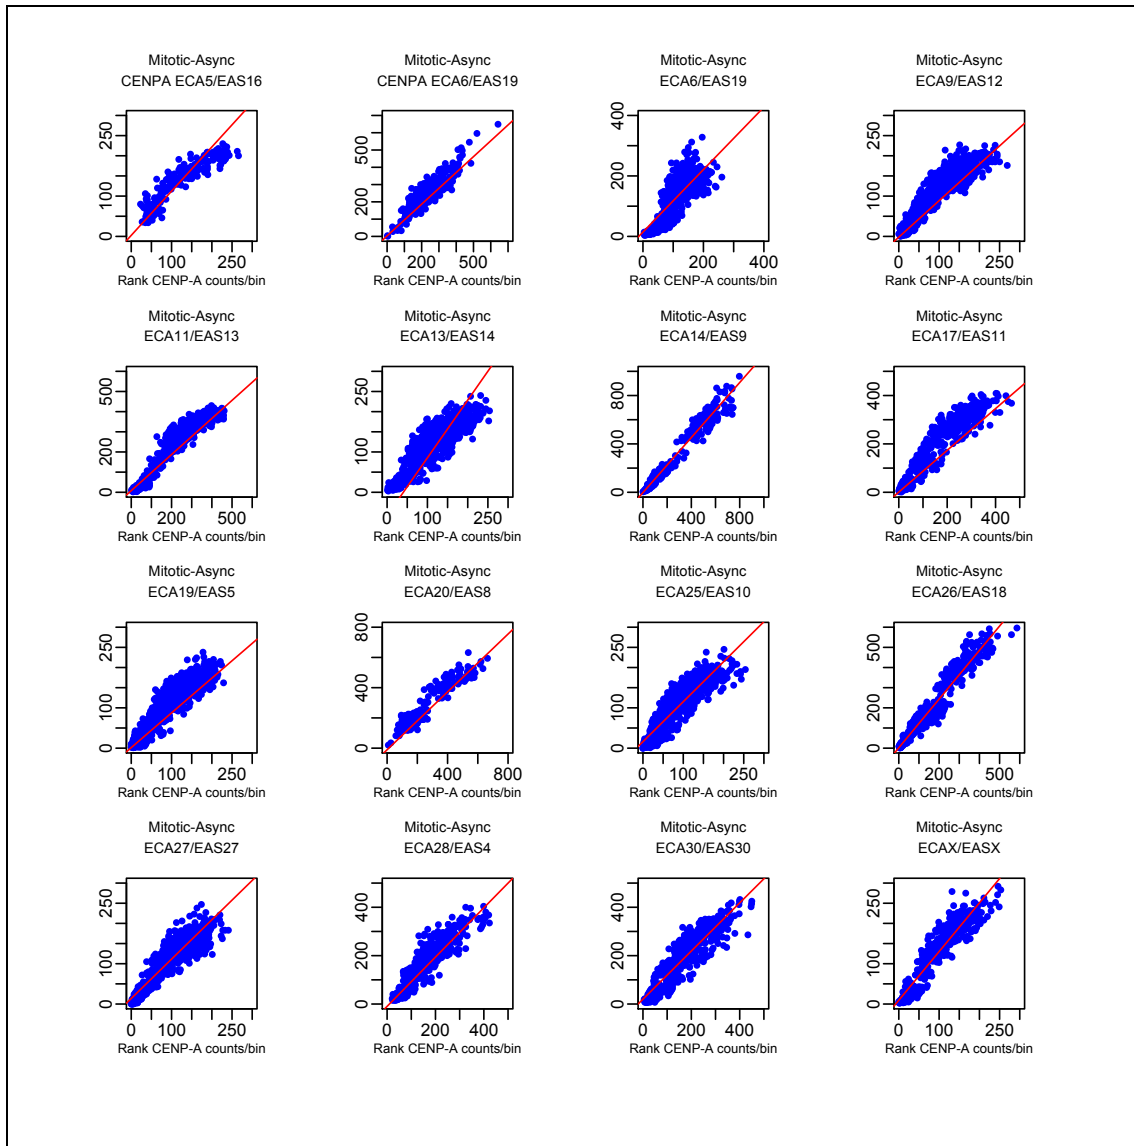 Mitotic-Async
CENPA ECA5/EAS16
0 100 250
0 100 250
Rank CENP-A counts/bin
Mitotic-Async
CENPA ECA6/EAS19
0 200 500
0 200 500
Rank CENP-A counts/bin
Mitotic-Async
ECA6/EAS19
0 200 400
0 200 400
Rank CENP-A counts/bin
Mitotic-Async
ECA9/EAS12
0 100 250
0 100 250
Rank CENP-A counts/bin
Mitotic-Async
ECA11/EAS13
0 200 500
0 200 500
Rank CENP-A counts/bin
Mitotic-Async
ECA13/EAS14
0 100 250
0 100 250
Rank CENP-A counts/bin
Mitotic-Async
ECA14/EAS9
0 400 800
0 400 800
Rank CENP-A counts/bin
Mitotic-Async
ECA17/EAS11
0 200 400
0 200 400
Rank CENP-A counts/bin
Mitotic-Async
ECA19/EAS5
0 100 250
0 100 250
Rank CENP-A counts/bin
Mitotic-Async
ECA20/EAS8
0 400 800
0 400 800
Rank CENP-A counts/bin
Mitotic-Async
ECA25/EAS10
0 100 250
0 100 250
Rank CENP-A counts/bin
Mitotic-Async
ECA26/EAS18
0 200 500
0 200 500
Rank CENP-A counts/bin
Mitotic-Async
ECA27/EAS27
0 100 250
0 100 250
Rank CENP-A counts/bin
Mitotic-Async
ECA28/EAS4
0 200 400
0 200 400
Rank CENP-A counts/bin
Mitotic-Async
ECA30/EAS30
0 200 400
0 200 400
Rank CENP-A counts/bin
Mitotic-Async
ECAX/EASX
0 100 250
0 100 250
Rank CENP-A counts/bin